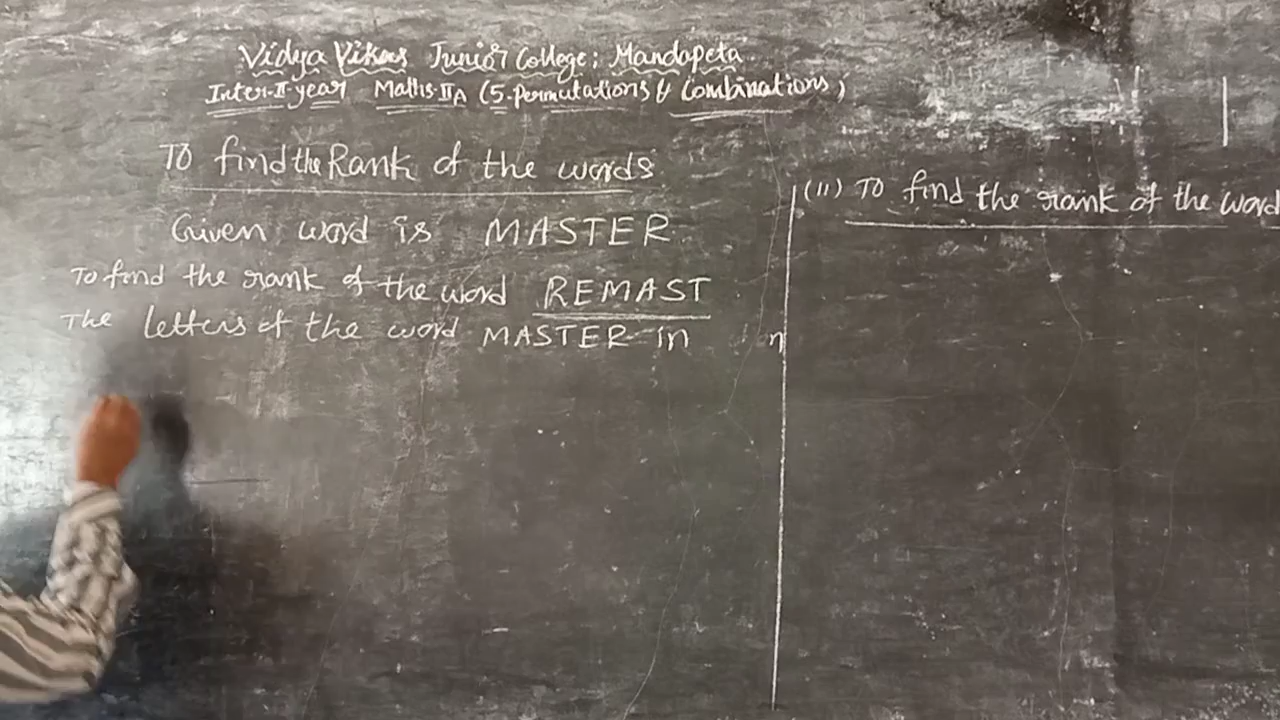 Vidya Vikas Junior College; Mandapeta.
Inter-II-year Maths-IIA (5.Permutations & Combinations)
TO find the Rank of the words
Given word is MASTER.
To find the rank of the word REMAST
The letters of the word MASTER in
n
(11) TO find the rank of the word